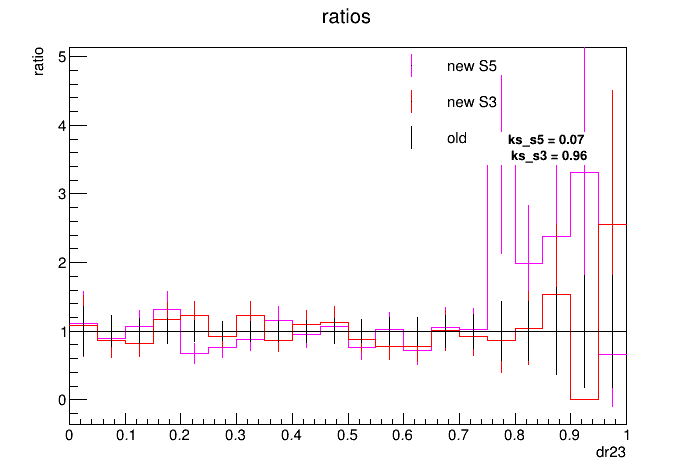 ratios
ratio
5
4
3
2
1
0
new S5
new S3
old
ks_s5 = 0.07
ks_s3 = 0.96
0 0.1 0.2 0.3 0.4 0.5 0.6 0.7 0.8 0.9 1
dr23